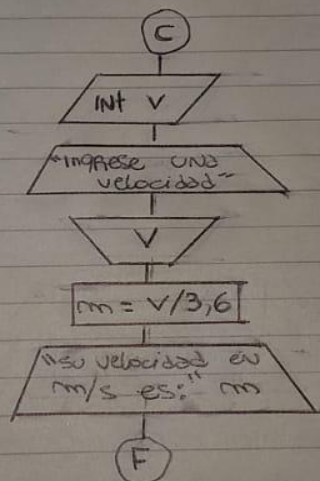 C
INt V
"Ingrese una
velocidad"
V
m = V/3,6
"su velocidad en
m/s es:" m
F